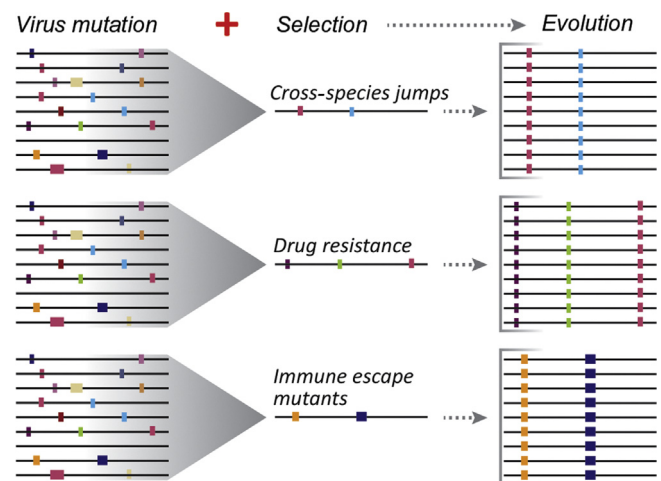 Virus mutation + Selection Evolution
Cross-species jumps
Drug resistance
Immune escape
mutants